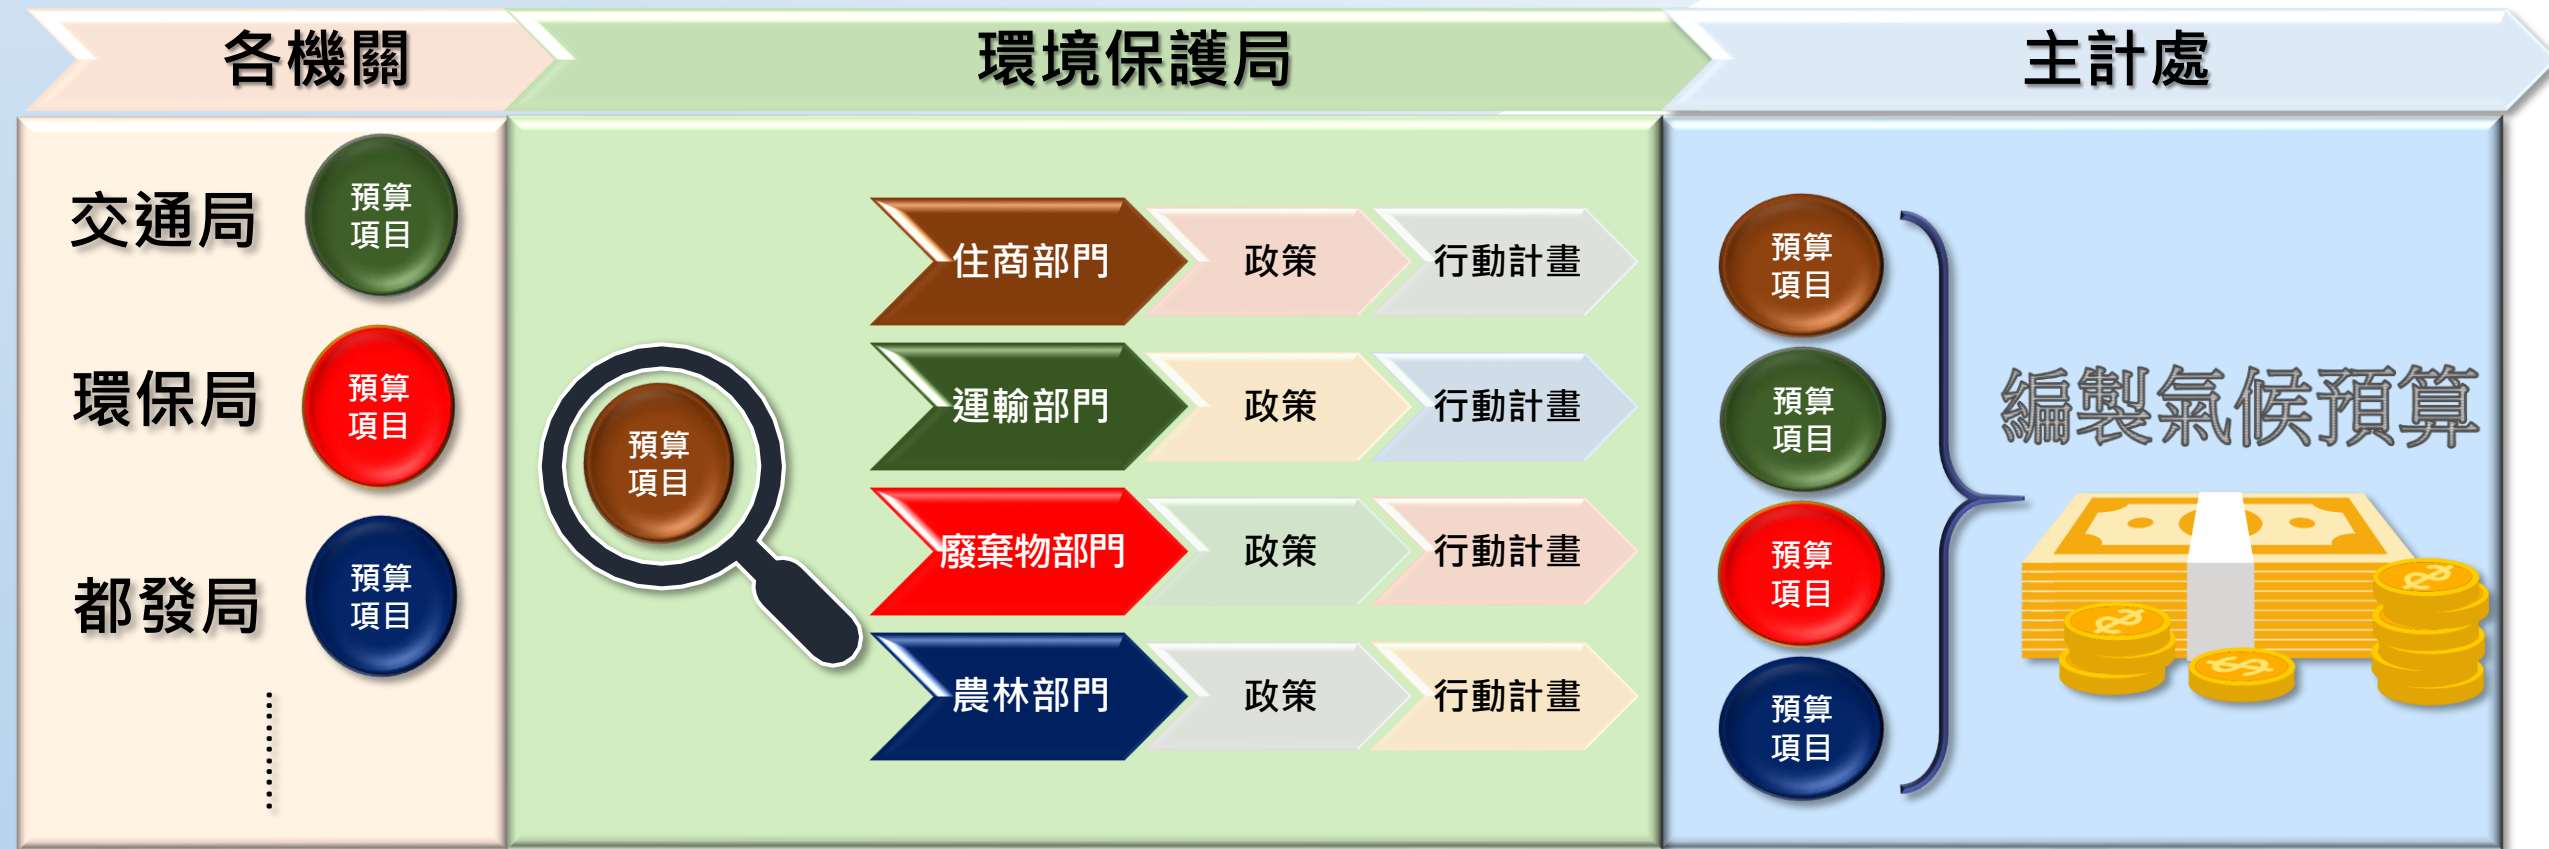 各機關
環境保護局
主計處
交通局
預算
項目
環保局
預算
項目
都發局
預算
項目
預算
項目
住商部門
政策
行動計畫
運輸部門
政策
行動計畫
廢棄物部門
政策
行動計畫
農林部門
政策
行動計畫
預算
項目
預算
項目
預算
項目
預算
項目
編製氣候預算